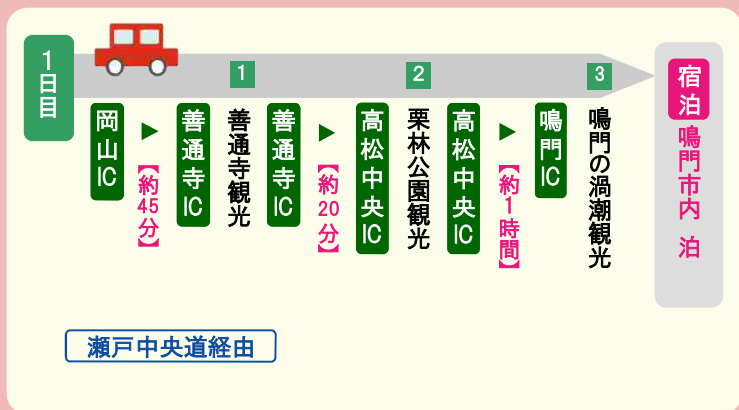 1日目
1
2
3
岡山IC
▶
【約45分】
善通寺IC
善通寺観光
善通寺IC
▶
【約20分】
高松中央IC
栗林公園観光
高松中央IC
▶
【約1時間】
鳴門IC
鳴門の渦潮観光
宿泊
鳴門市内 泊
瀬戸中央道経由